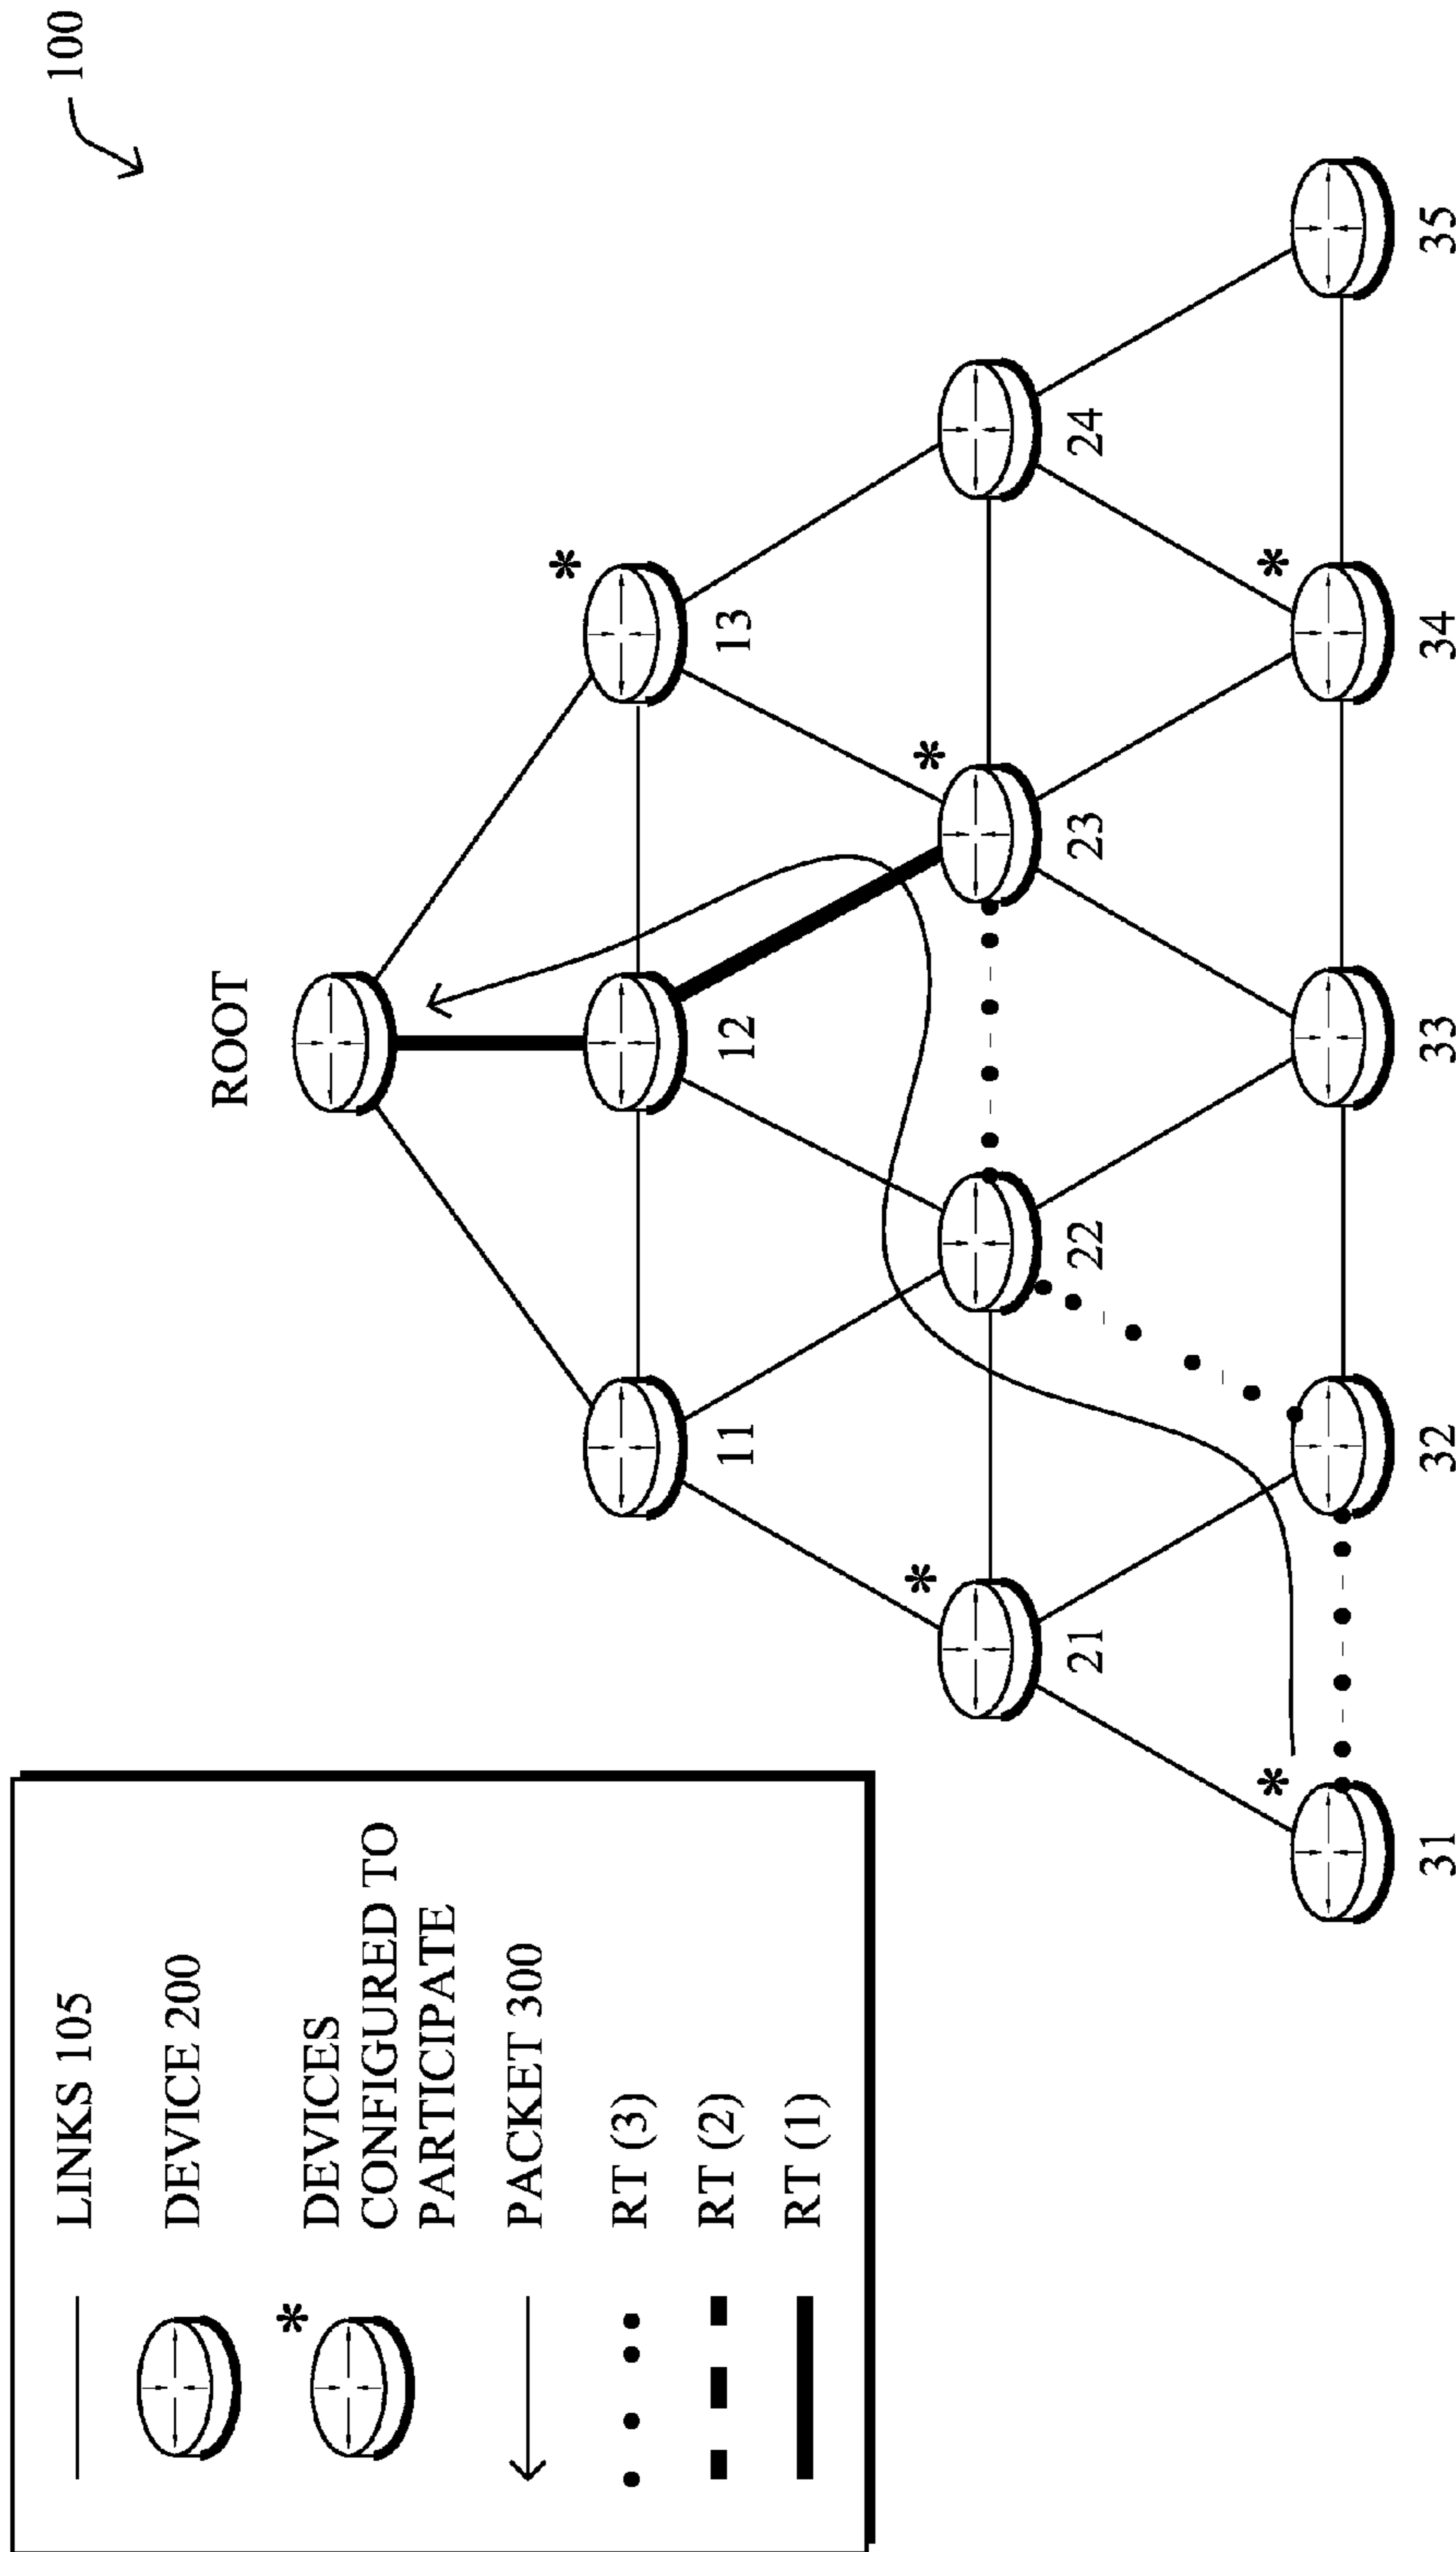 100
ROOT
11
12
13
21
22
23
24
31
32
33
34
35
*
*
*
*
*
LINKS 105
DEVICE 200
*
DEVICES
CONFIGURED TO
PARTICIPATE
PACKET 300
RT (3)
RT (2)
RT (1)